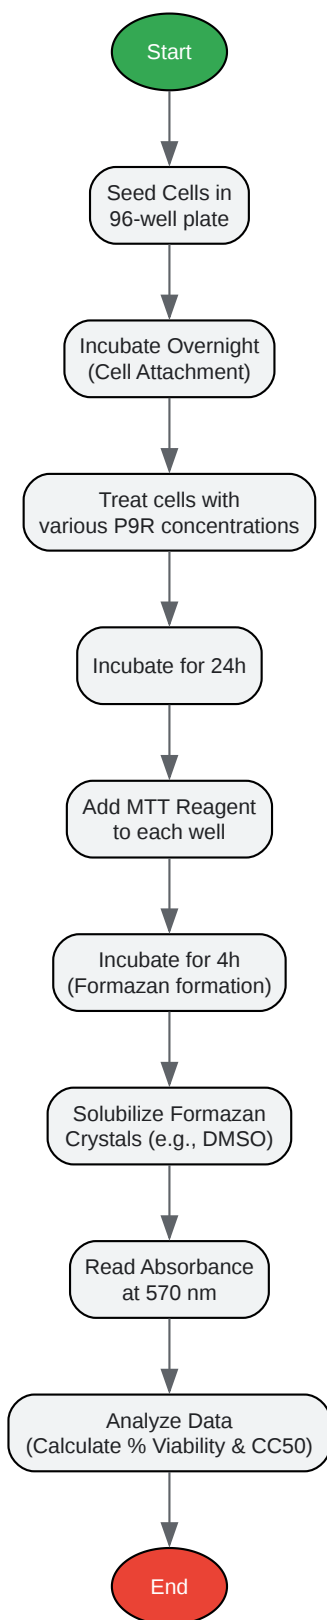 Start
Seed Cells in
96-well plate
Incubate Overnight
(Cell Attachment)
Treat cells with
various P9R concentrations
Incubate for 24h
Add MTT Reagent
to each well
Incubate for 4h
(Formazan formation)
Solubilize Formazan
Crystals (e.g., DMSO)
Read Absorbance
at 570 nm
Analyze Data
(Calculate % Viability & CC50)
End